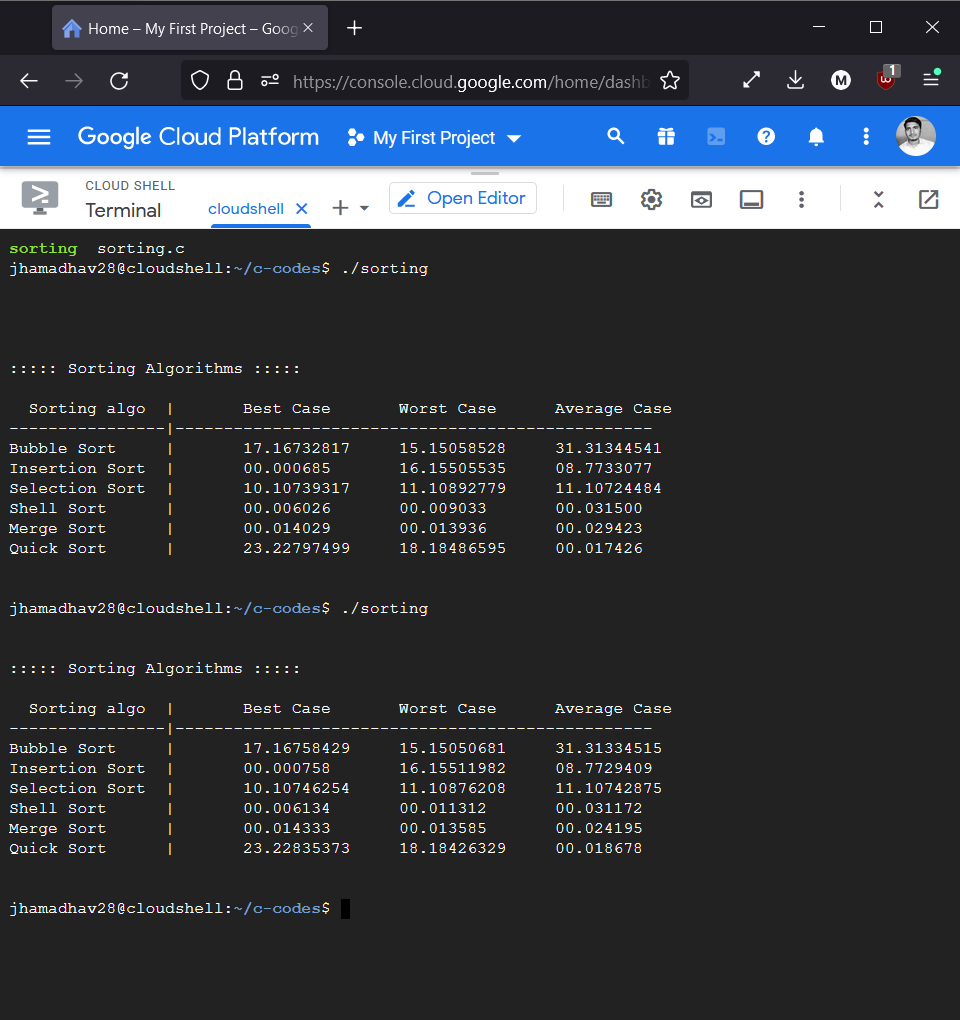 Home – My First Project – Goog
https://console.cloud.google.com/home/dashb
M
1
Google Cloud Platform
My First Project
CLOUD SHELL
Terminal
cloudshell
Open Editor
sorting  sorting.c
jhamadhav28@cloudshell:~/c-codes$ ./sorting
::::: Sorting Algorithms :::::
Sorting algo | Best Case Worst Case Average Case
----------------|-------------------------------------------------
Bubble Sort | 17.16732817 15.15058528 31.31344541
Insertion Sort | 00.000685 16.15505535 08.7733077
Selection Sort | 10.10739317 11.10892779 11.10724484
Shell Sort | 00.006026 00.009033 00.031500
Merge Sort | 00.014029 00.013936 00.029423
Quick Sort | 23.22797499 18.18486595 00.017426
jhamadhav28@cloudshell:~/c-codes$ ./sorting
::::: Sorting Algorithms :::::
Sorting algo | Best Case Worst Case Average Case
----------------|-------------------------------------------------
Bubble Sort | 17.16758429 15.15050681 31.31334515
Insertion Sort | 00.000758 16.15511982 08.7729409
Selection Sort | 10.10746254 11.10876208 11.10742875
Shell Sort | 00.006134 00.011312 00.031172
Merge Sort | 00.014333 00.013585 00.024195
Quick Sort | 23.22835373 18.18426329 00.018678
jhamadhav28@cloudshell:~/c-codes$